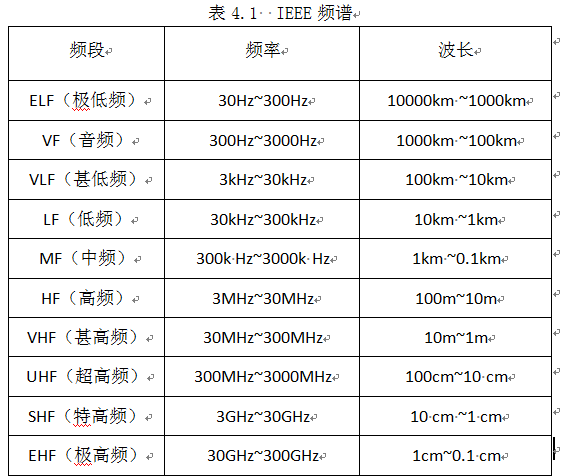 表 4.1 IEEE 频谱
频段 频率 波长
ELF（极低频） 30Hz~300Hz 10000km ~1000km
VF（音频） 300Hz~3000Hz 1000km ~100km
VLF（甚低频） 3kHz~30kHz 100km ~10km
LF（低频） 30kHz~300kHz 10km ~1km
MF（中频） 300k Hz~3000k Hz 1km ~0.1km
HF（高频） 3MHz~30MHz 100m~10m
VHF（甚高频） 30MHz~300MHz 10m~1m
UHF（超高频） 300MHz~3000MHz 100cm~10 cm
SHF（特高频） 3GHz~30GHz 10 cm ~1 cm
EHF（极高频） 30GHz~300GHz 1cm~0.1 cm